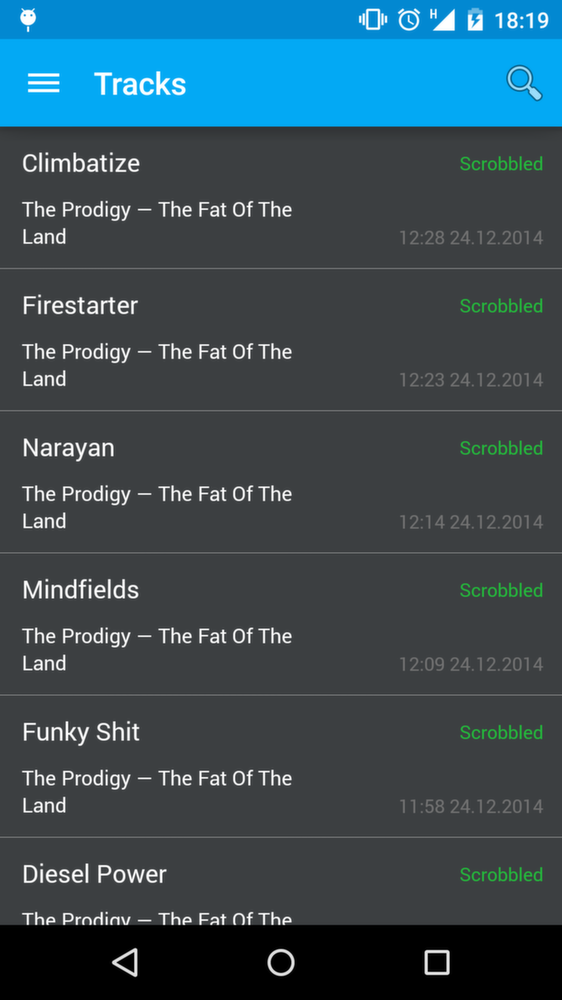 H 18:19
Tracks
Climbatize Scrobbled
The Prodigy — The Fat Of The
Land 12:28 24.12.2014
Firestarter Scrobbled
The Prodigy — The Fat Of The
Land 12:23 24.12.2014
Narayan Scrobbled
The Prodigy — The Fat Of The
Land 12:14 24.12.2014
Mindfields Scrobbled
The Prodigy — The Fat Of The
Land 12:09 24.12.2014
Funky Shit Scrobbled
The Prodigy — The Fat Of The
Land 11:58 24.12.2014
Diesel Power Scrobbled
The Prodigy — The Fat Of The